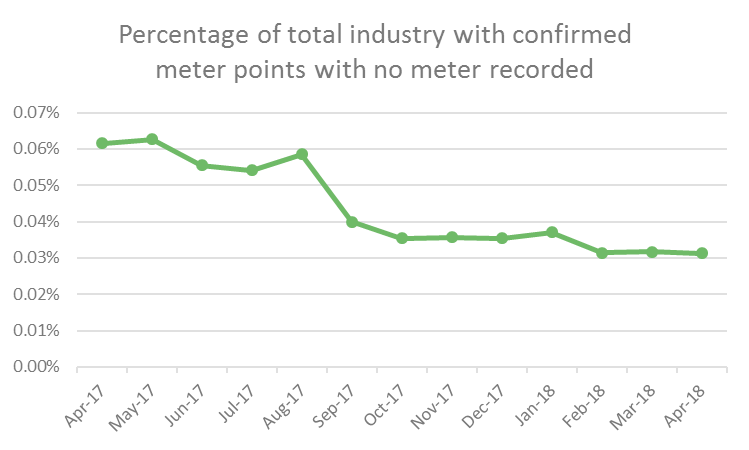 Percentage of total industry with confirmed
meter points with no meter recorded
0.07%
0.06%
0.05%
0.04%
0.03%
0.02%
0.01%
0.00%
Apr-17
May-17
Jun-17
Jul-17
Aug-17
Sep-17
Oct-17
Nov-17
Dec-17
Jan-18
Feb-18
Mar-18
Apr-18